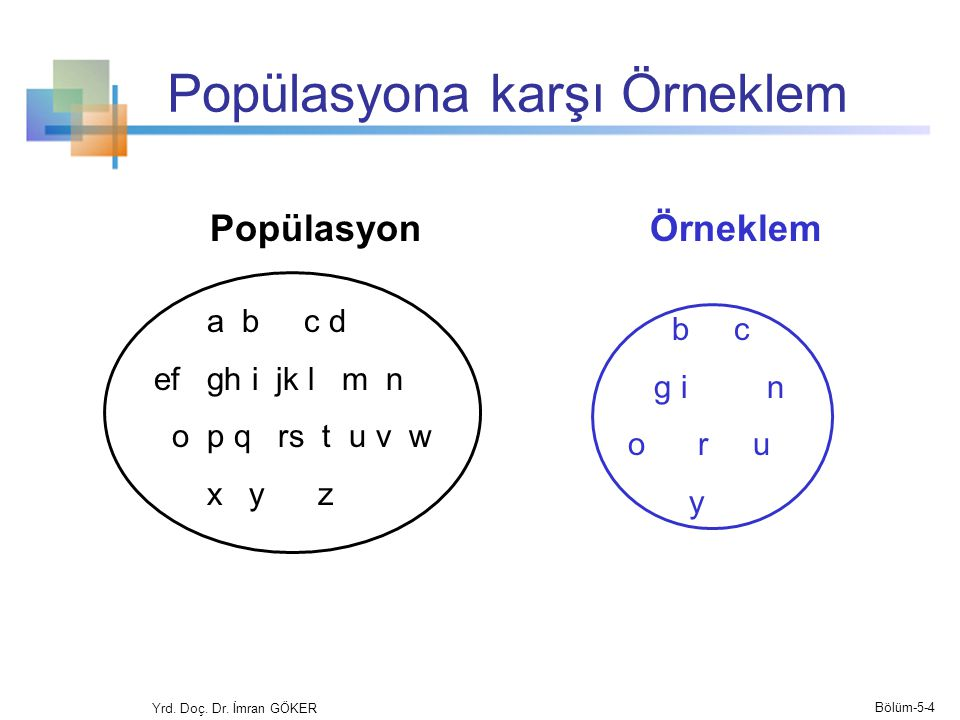 Popülasyona karşı Örneklem
Popülasyon
a b c d
ef gh i jk l m n
o p q rs t u v w
x y z
Örneklem
b c
g i n
o r u
y
Yrd. Doç. Dr. İmran GÖKER
Bölüm-5-4